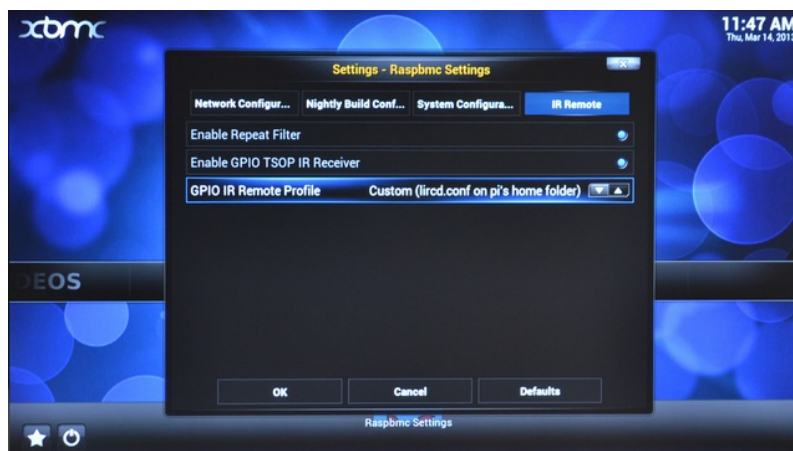 xbmc
11:47 AM
Thu, Mar 14, 201
Settings - Raspbmc Settings
Network Configur...
Nightly Build Conf...
System Configura...
IR Remote
Enable Repeat Filter
Enable GPIO TSOP IR Receiver
GPIO IR Remote Profile
Custom (lircd.conf on pi's home folder)
DEOS
OK
Cancel
Defaults
Raspbmc Settings